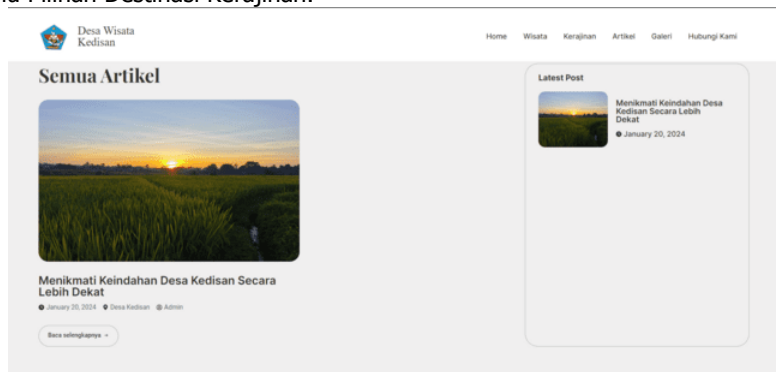 Desa Wisata
Kedisan
Home Wisata Kerajinan Artikel Galeri Hubungi Kami
Semua Artikel
Menikmati Keindahan Desa Kedisan Secara
Lebih Dekat
January 20, 2024 Desa Kedisan Admin
Baca selengkapnya
Latest Post
Menikmati Keindahan Desa
Kedisan Secara Lebih
Dekat
January 20, 2024